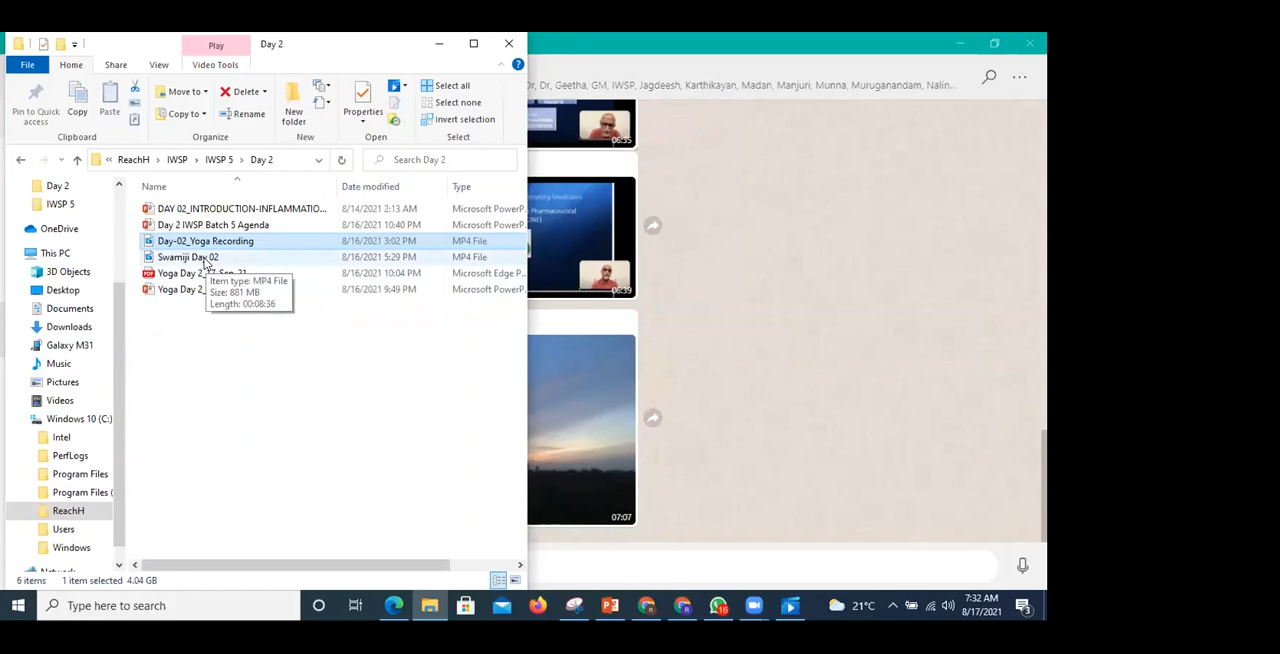 Play
Day 2
File
Home
Share
View
Video Tools
Pin to Quick access
Copy
Paste
Move to
Copy to
Delete
Rename
New folder
Properties
Select all
Select none
Invert selection
Clipboard
Organize
New
Open
Select
ReachH
IWSP
IWSP 5
Day 2
Search Day 2
Name
Date modified
Type
DAY 02_INTRODUCTION-INFLAMMATIO... 8/14/2021 2:13 AM Microsoft PowerP...
Day 2 IWSP Batch 5 Agenda 8/16/2021 10:40 PM Microsoft PowerP...
Day-02_Yoga Recording 8/16/2021 3:02 PM MP4 File
Swamiji Day 02 8/16/2021 5:29 PM MP4 File
Yoga Day 2 8/16/2021 10:04 PM Microsoft Edge P...
Yoga Day 2_ 8/16/2021 9:49 PM Microsoft PowerP...
Item type: MP4 File
Size: 881 MB
Length: 00:08:36
Day 2
IWSP 5
OneDrive
This PC
3D Objects
Desktop
Documents
Downloads
Galaxy M31
Music
Pictures
Videos
Windows 10 (C:)
Intel
PerfLogs
Program Files
Program Files (
ReachH
Users
Windows
6 items 1 item selected 4.04 GB
Dr, Geetha, GM, IWSP, Jagdeesh, Karthikayan, Madan, Manjuri, Munna, Muruganandam, Nalin...
06:35
06:39
07:07
Type here to search
16
21°C
7:32 AM
8/17/2021
3